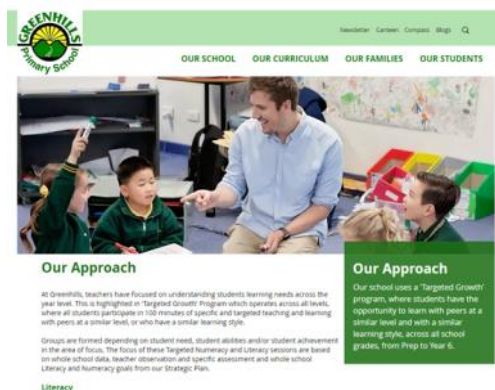 GREENHILLS
Primary School
Newsletter Canteen Compass Blogs
OUR SCHOOL OUR CURRICULUM OUR FAMILIES OUR STUDENTS
Our Approach
At Greenhills, teachers have focused on understanding students learning needs across the
year level. This is highlighted in 'Targeted Growth' Program which operates across all levels,
where all students participate in 100 minutes of specific and targeted teaching and learning
with peers at a similar level, or who have a similar learning style.
Groups are formed depending on student need, student abilities and/or student achievement
in the area of focus. The focus of these Targeted Numeracy and Literacy sessions are based
on whole school data, teacher observation and specific assessment and whole school
Literacy and Numeracy goals from our Strategic Plan.
Literacy
Our Approach
Our school uses a 'Targeted Growth'
program, where students have the
opportunity to learn with peers at a
similar level and with a similar
learning style, across all school
grades, from Prep to Year 6.